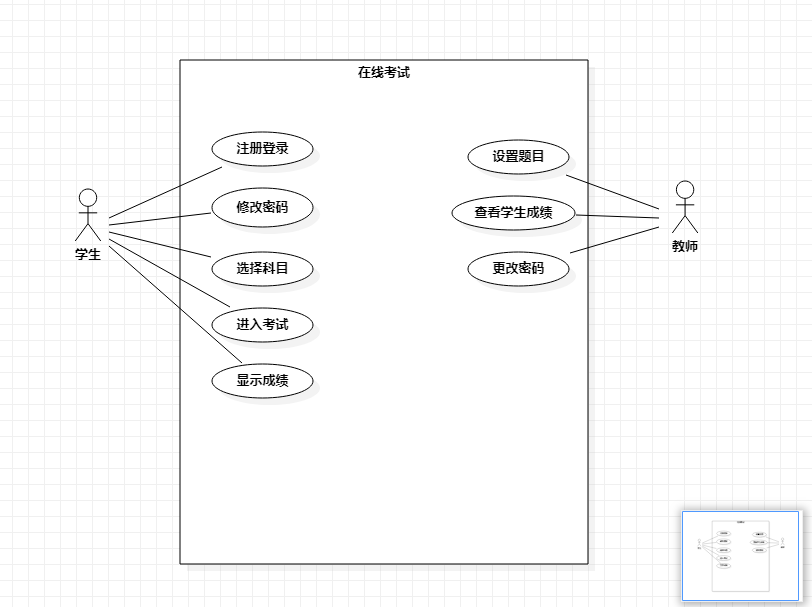 在线考试
注册登录
修改密码
选择科目
进入考试
显示成绩
学生
设置题目
查看学生成绩
更改密码
教师